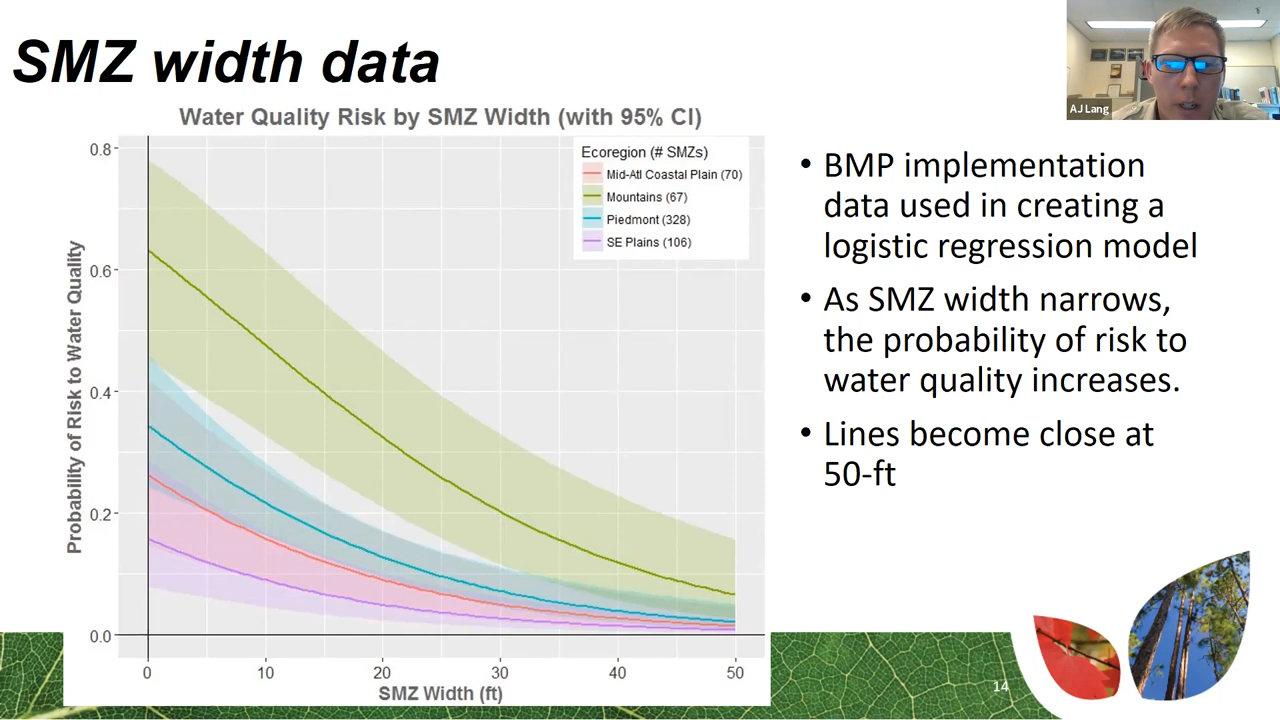 SMZ width data
AJ Lang
Water Quality Risk by SMZ Width (with 95% CI)
Ecoregion (# SMZs)
Mid-Atl Coastal Plain (70)
Mountains (67)
Piedmont (328)
SE Plains (106)
Probability of Risk to Water Quality
0.8
0.6
0.4
0.2
0.0
0 10 20 30 40 50
SMZ Width (ft)
• BMP implementation
data used in creating a
logistic regression model
• As SMZ width narrows,
the probability of risk to
water quality increases.
• Lines become close at
50-ft
14